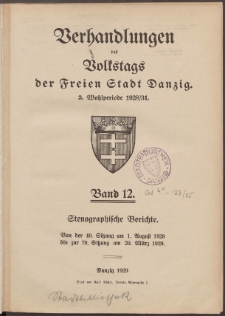 Verhandlungen
des
Volkstags
der Freien Stadt Danzig.
2. Wahlperiode 1928/31.
Band 12.
Stenographische Berichte.
Von der 40. Sitzung am 1. August 1928
bis zur 79. Sitzung am 20. März 1929.
Danzig 1929